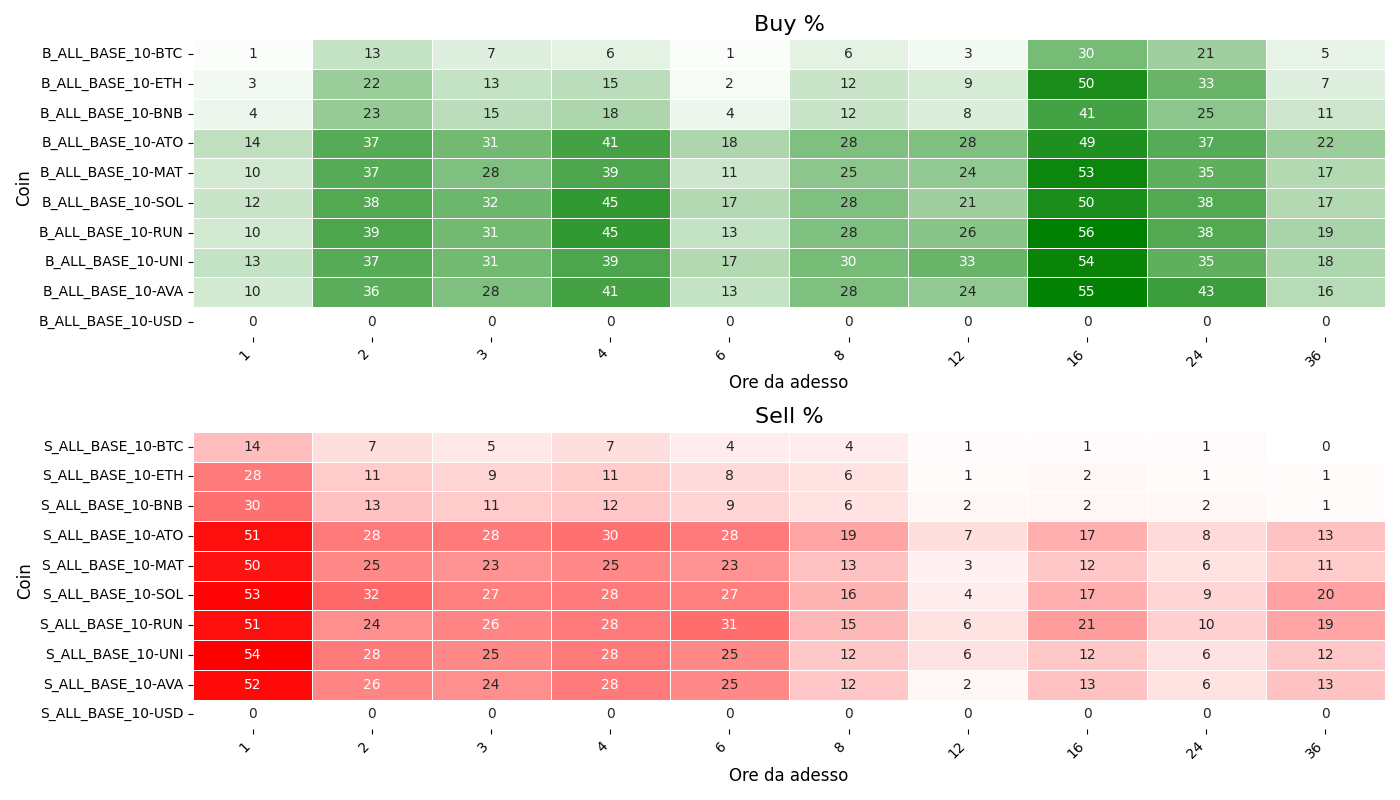 Buy %
Coin
B_ALL_BASE_10-BTC 1 13 7 6 1 6 3 30 21 5
B_ALL_BASE_10-ETH 3 22 13 15 2 12 9 50 33 7
B_ALL_BASE_10-BNB 4 23 15 18 4 12 8 41 25 11
B_ALL_BASE_10-ATO 14 37 31 41 18 28 28 49 37 22
B_ALL_BASE_10-MAT 10 37 28 39 11 25 24 53 35 17
B_ALL_BASE_10-SOL 12 38 32 45 17 28 21 50 38 17
B_ALL_BASE_10-RUN 10 39 31 45 13 28 26 56 38 19
B_ALL_BASE_10-UNI 13 37 31 39 17 30 33 54 35 18
B_ALL_BASE_10-AVA 10 36 28 41 13 28 24 55 43 16
B_ALL_BASE_10-USD 0 0 0 0 0 0 0 0 0 0
1 2 3 4 6 8 12 16 24 36
Ore da adesso
Sell %
Coin
S_ALL_BASE_10-BTC 14 7 5 7 4 4 1 1 1 0
S_ALL_BASE_10-ETH 28 11 9 11 8 6 1 2 1 1
S_ALL_BASE_10-BNB 30 13 11 12 9 6 2 2 2 1
S_ALL_BASE_10-ATO 51 28 28 30 28 19 7 17 8 13
S_ALL_BASE_10-MAT 50 25 23 25 23 13 3 12 6 11
S_ALL_BASE_10-SOL 53 32 27 28 27 16 4 17 9 20
S_ALL_BASE_10-RUN 51 24 26 28 31 15 6 21 10 19
S_ALL_BASE_10-UNI 54 28 25 28 25 12 6 12 6 12
S_ALL_BASE_10-AVA 52 26 24 28 25 12 2 13 6 13
S_ALL_BASE_10-USD 0 0 0 0 0 0 0 0 0 0
1 2 3 4 6 8 12 16 24 36
Ore da adesso